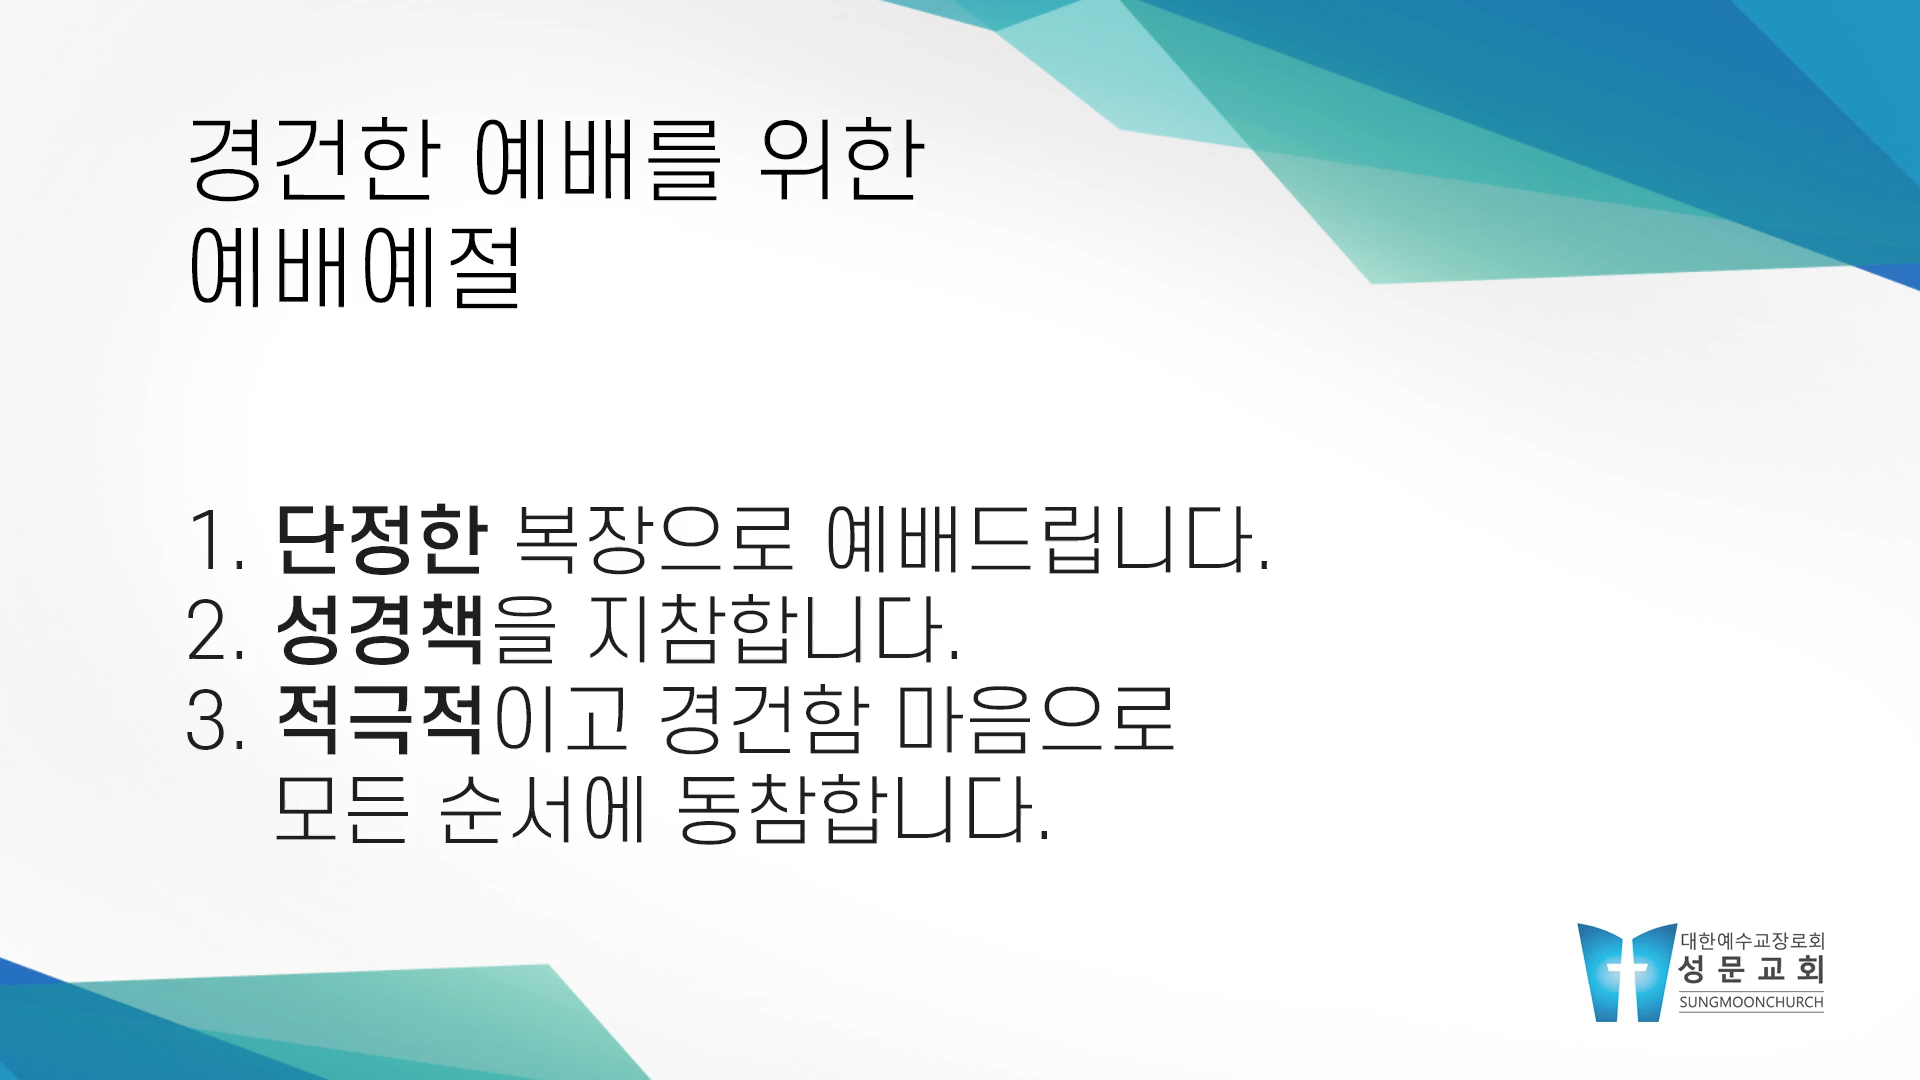 경건한 예배를 위한
예배예절
1. 단정한 복장으로 예배드립니다.
2. 성경책을 지참합니다.
3. 적극적이고 경건함 마음으로
모든 순서에 동참합니다.
대한예수교장로회
성문교회
SUNGMOONCHURCH